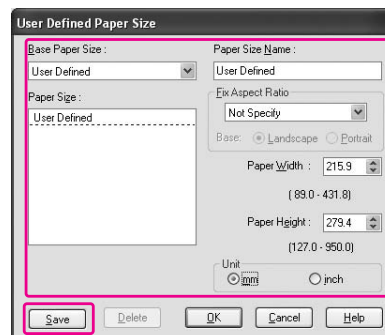 User Defined Paper Size
Base Paper Size :
User Defined
Paper Size :
User Defined
Paper Size Name :
User Defined
Fix Aspect Ratio
Not Specify
Base: Landscape Portrait
Paper Width : 215.9
( 89.0 - 431.8)
Paper Height : 279.4
(127.0 - 950.0)
Unit
mm inch
Save Delete OK Cancel Help